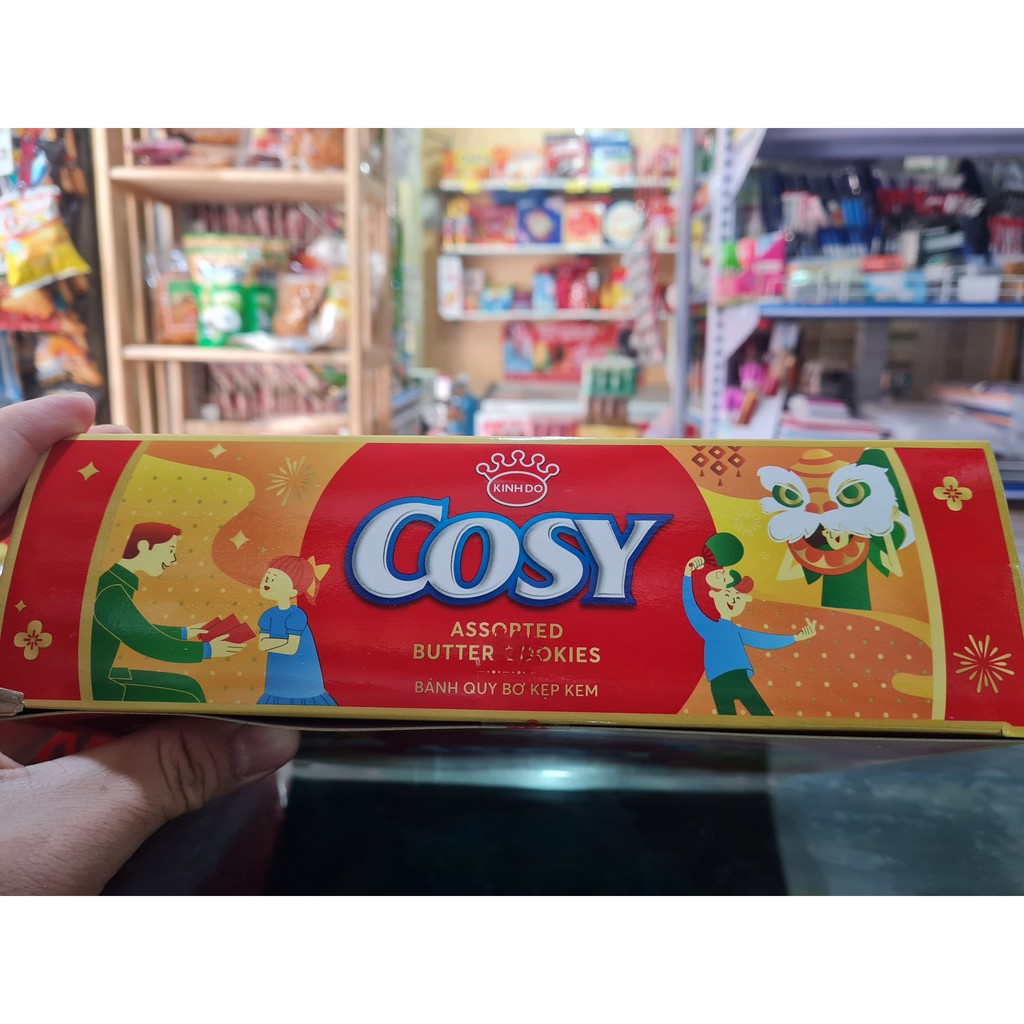 KINH DO
COSY
ASSORTED
BUTTER COOKIES
BÁNH QUY BƠ KẸP KEM